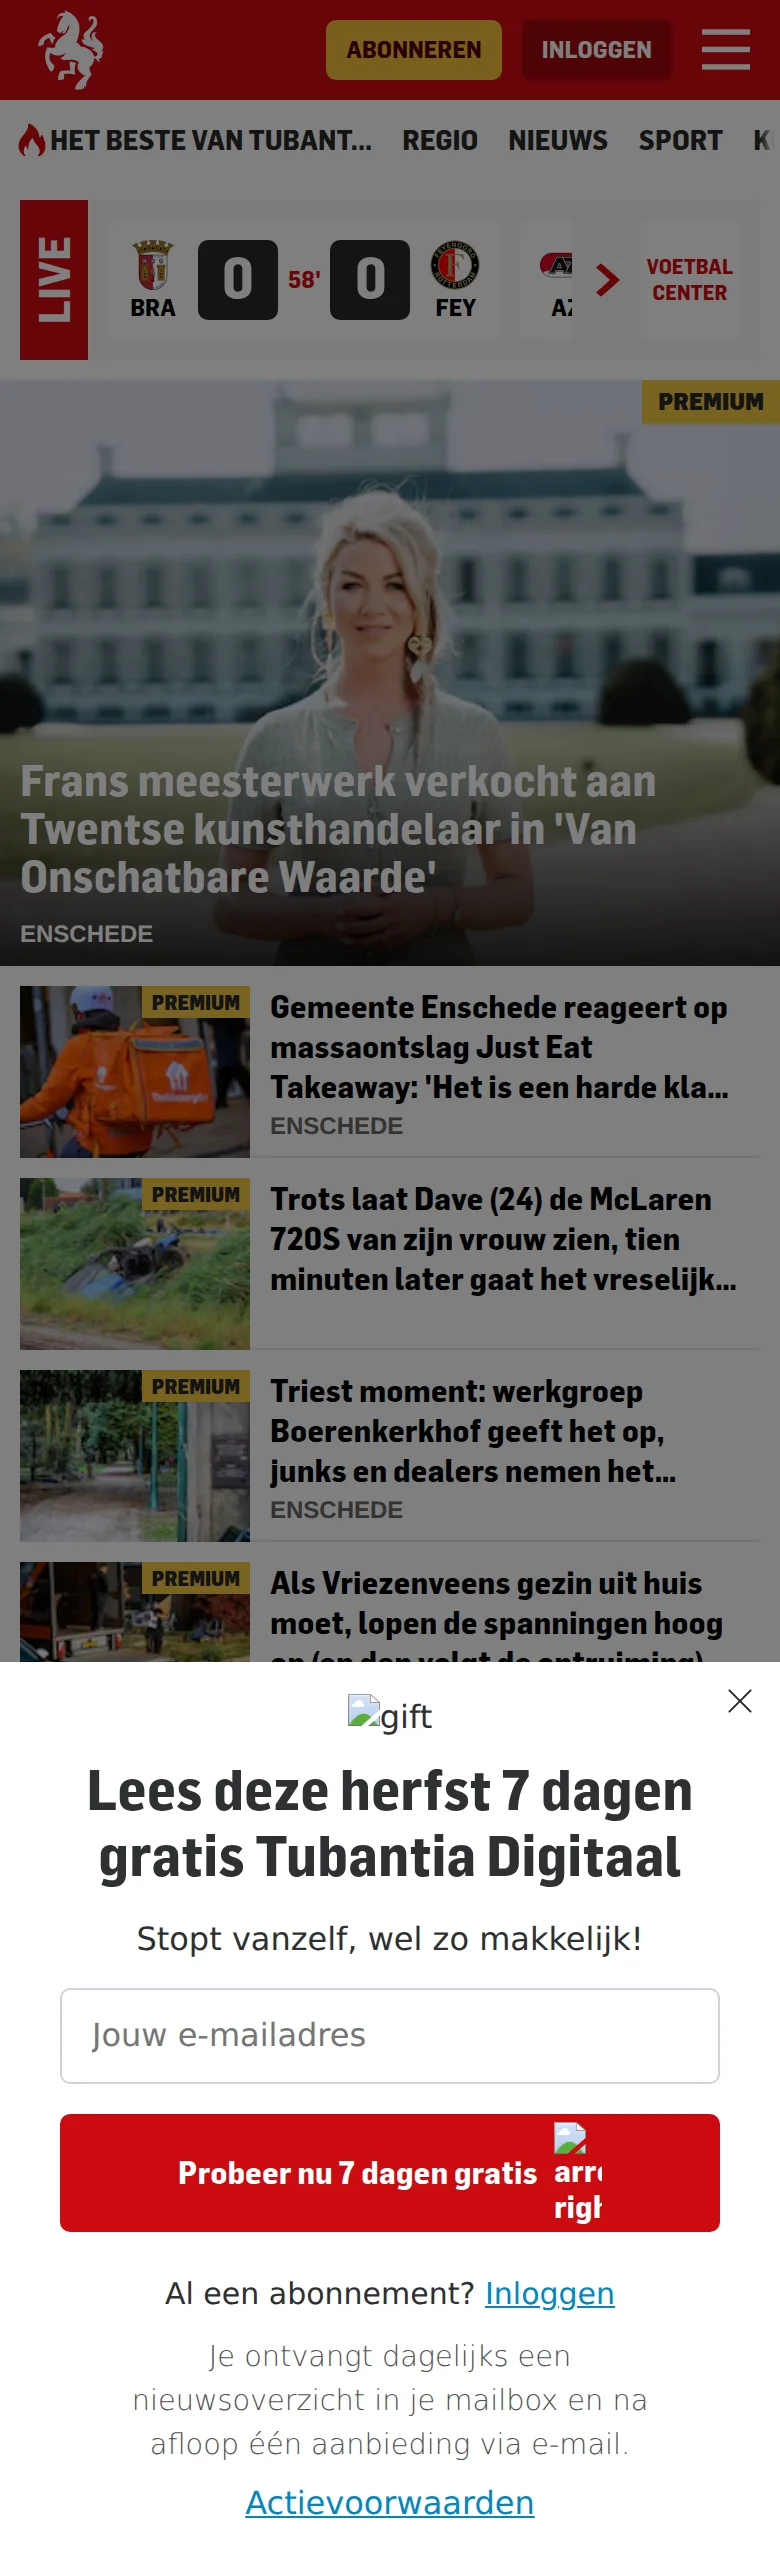 ABONNEREN
INLOGGEN
HET BESTE VAN TUBANT... REGIO NIEUWS SPORT K
LIVE
BRA 0 58' 0 FEY
AZ
VOETBAL
CENTER
PREMIUM
Frans meesterwerk verkocht aan
Twentse kunsthandelaar in 'Van
Onschatbare Waarde'
ENSCHEDE
PREMIUM
Gemeente Enschede reageert op
massaontslag Just Eat
Takeaway: 'Het is een harde kla...
ENSCHEDE
PREMIUM
Trots laat Dave (24) de McLaren
720S van zijn vrouw zien, tien
minuten later gaat het vreselijk...
PREMIUM
Triest moment: werkgroep
Boerenkerkhof geeft het op,
junks en dealers nemen het...
ENSCHEDE
PREMIUM
Als Vriezenveens gezin uit huis
moet, lopen de spanningen hoog
op (en dan volgt de ontruiming)
gift
Lees deze herfst 7 dagen
gratis Tubantia Digitaal
Stopt vanzelf, wel zo makkelijk!
Jouw e-mailadres
Probeer nu 7 dagen gratis
arr
righ
Al een abonnement? Inloggen
Je ontvangt dagelijks een
nieuwsoverzicht in je mailbox en na
afloop één aanbieding via e-mail.
Actievoorwaarden